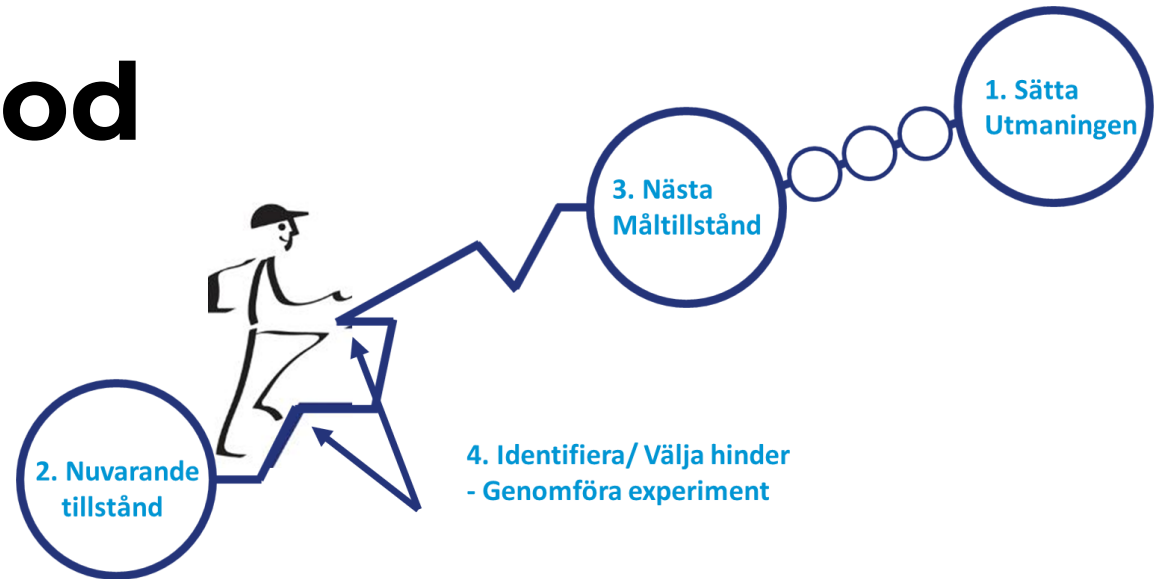 od
1. Sätta
Utmaningen
3. Nästa
Måltillstånd
2. Nuvarande
tillstånd
4. Identifiera/ Välja hinder
- Genomföra experiment